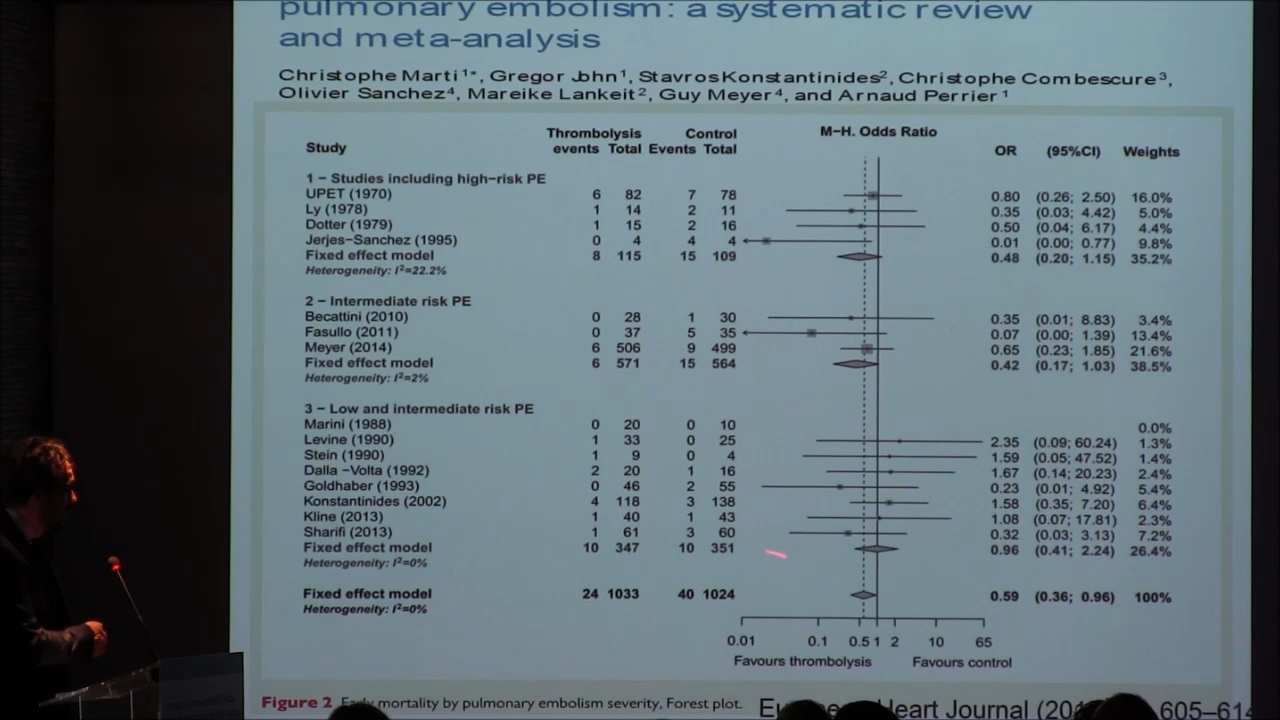 pulmonary embolism: a systematic review
and meta-analysis
Christophe Marti 1*, Gregor John 1, Stavros Konstantinides 2, Christophe Combescure 3,
Olivier Sanchez 4, Mareike Lankeit 2, Guy Meyer 4, and Arnaud Perrier 1
Thrombolysis Control M−H. Odds Ratio
Study events Total Events Total OR (95%CI) Weights
1 − Studies including high-risk PE
UPET (1970) 6 82 7 78 0.80 (0.26; 2.50) 16.0%
Ly (1978) 1 14 2 11 0.35 (0.03; 4.42) 5.0%
Dotter (1979) 1 15 2 16 0.50 (0.04; 6.17) 4.4%
Jerjes−Sanchez (1995) 0 4 4 4 0.01 (0.00; 0.77) 9.8%
Fixed effect model 8 115 15 109 0.48 (0.20; 1.15) 35.2%
Heterogeneity: I²=22.2%
2 − Intermediate risk PE
Becattini (2010) 0 28 1 30 0.35 (0.01; 8.83) 3.4%
Fasullo (2011) 0 37 5 35 0.07 (0.00; 1.39) 13.4%
Meyer (2014) 6 506 9 499 0.65 (0.23; 1.85) 21.6%
Fixed effect model 6 571 15 564 0.42 (0.17; 1.03) 38.5%
Heterogeneity: I²=2%
3 − Low and intermediate risk PE
Marini (1988) 0 20 0 10 0.0%
Levine (1990) 1 33 0 25 2.35 (0.09; 60.24) 1.3%
Stein (1990) 1 9 0 4 1.59 (0.05; 47.52) 1.4%
Dalla −Volta (1992) 2 20 1 16 1.67 (0.14; 20.23) 2.4%
Goldhaber (1993) 0 46 2 55 0.23 (0.01; 4.92) 5.4%
Konstantinides (2002) 4 118 3 138 1.58 (0.35; 7.20) 6.4%
Kline (2013) 1 40 1 43 1.08 (0.07; 17.81) 2.3%
Sharifi (2013) 1 61 3 60 0.32 (0.03; 3.13) 7.2%
Fixed effect model 10 347 10 351 0.96 (0.41; 2.24) 26.4%
Heterogeneity: I²=0%
Fixed effect model 24 1033 40 1024 0.59 (0.36; 0.96) 100%
Heterogeneity: I²=0%
0.01 0.1 0.5 1 2 10 65
Favours thrombolysis Favours control
Figure 2 Early mortality by pulmonary embolism severity, Forest plot.
Heart Journal 605–614